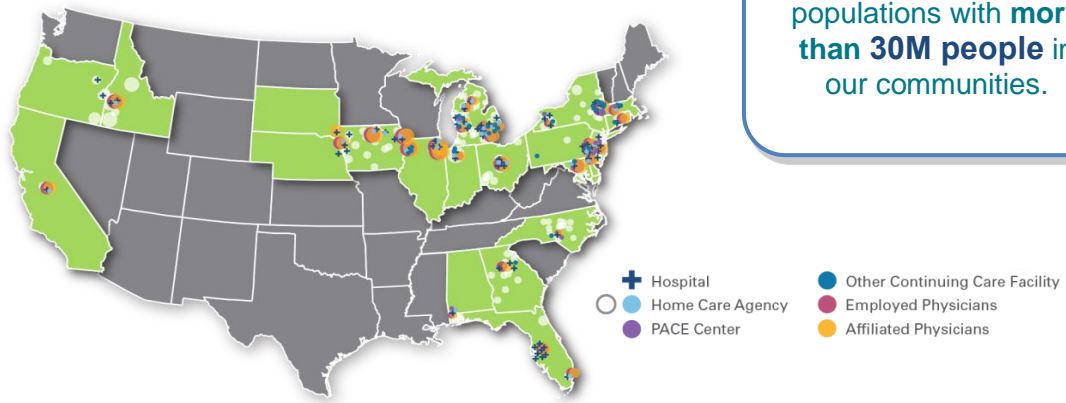 populations with mor
than 30M people in
our communities.
Hospital
Home Care Agency
PACE Center
Other Continuing Care Facility
Employed Physicians
Affiliated Physicians